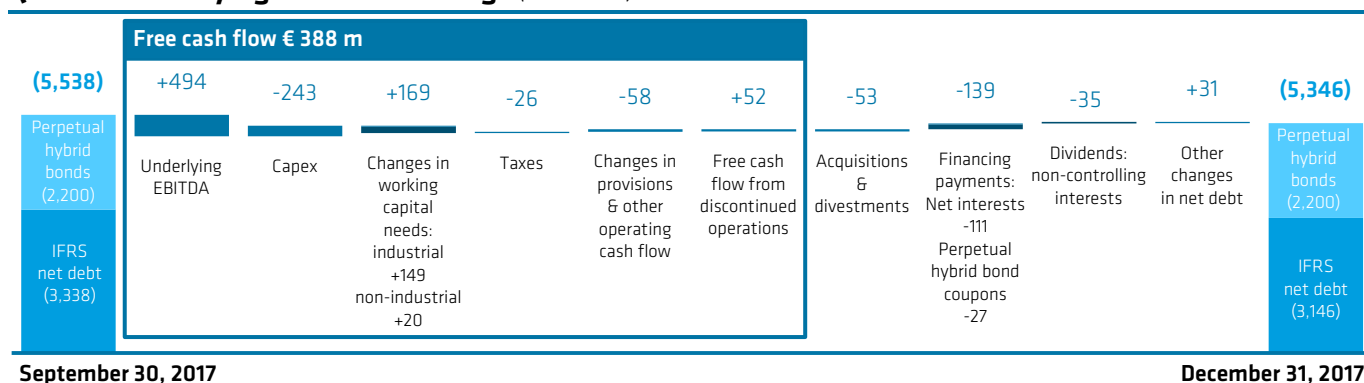 Free cash flow € 388 m
(5,538)
+494
-243
+169
-26
-58
+52
-53
-139
-35
+31
(5,346)
Perpetual
hybrid
bonds
(2,200)
IFRS
net debt
(3,338)
Underlying
EBITDA
Capex
Changes in
working
capital
needs:
industrial
+149
non-industrial
+20
Taxes
Changes in
provisions
& other
operating
cash flow
Free cash
flow from
discontinued
operations
Acquisitions
&
divestments
Financing
payments:
Net interests
-111
Perpetual
hybrid bond
coupons
-27
Dividends:
non-controlling
interests
Other
changes
in net debt
Perpetual
hybrid
bonds
(2,200)
IFRS
net debt
(3,146)
September 30, 2017
December 31, 2017